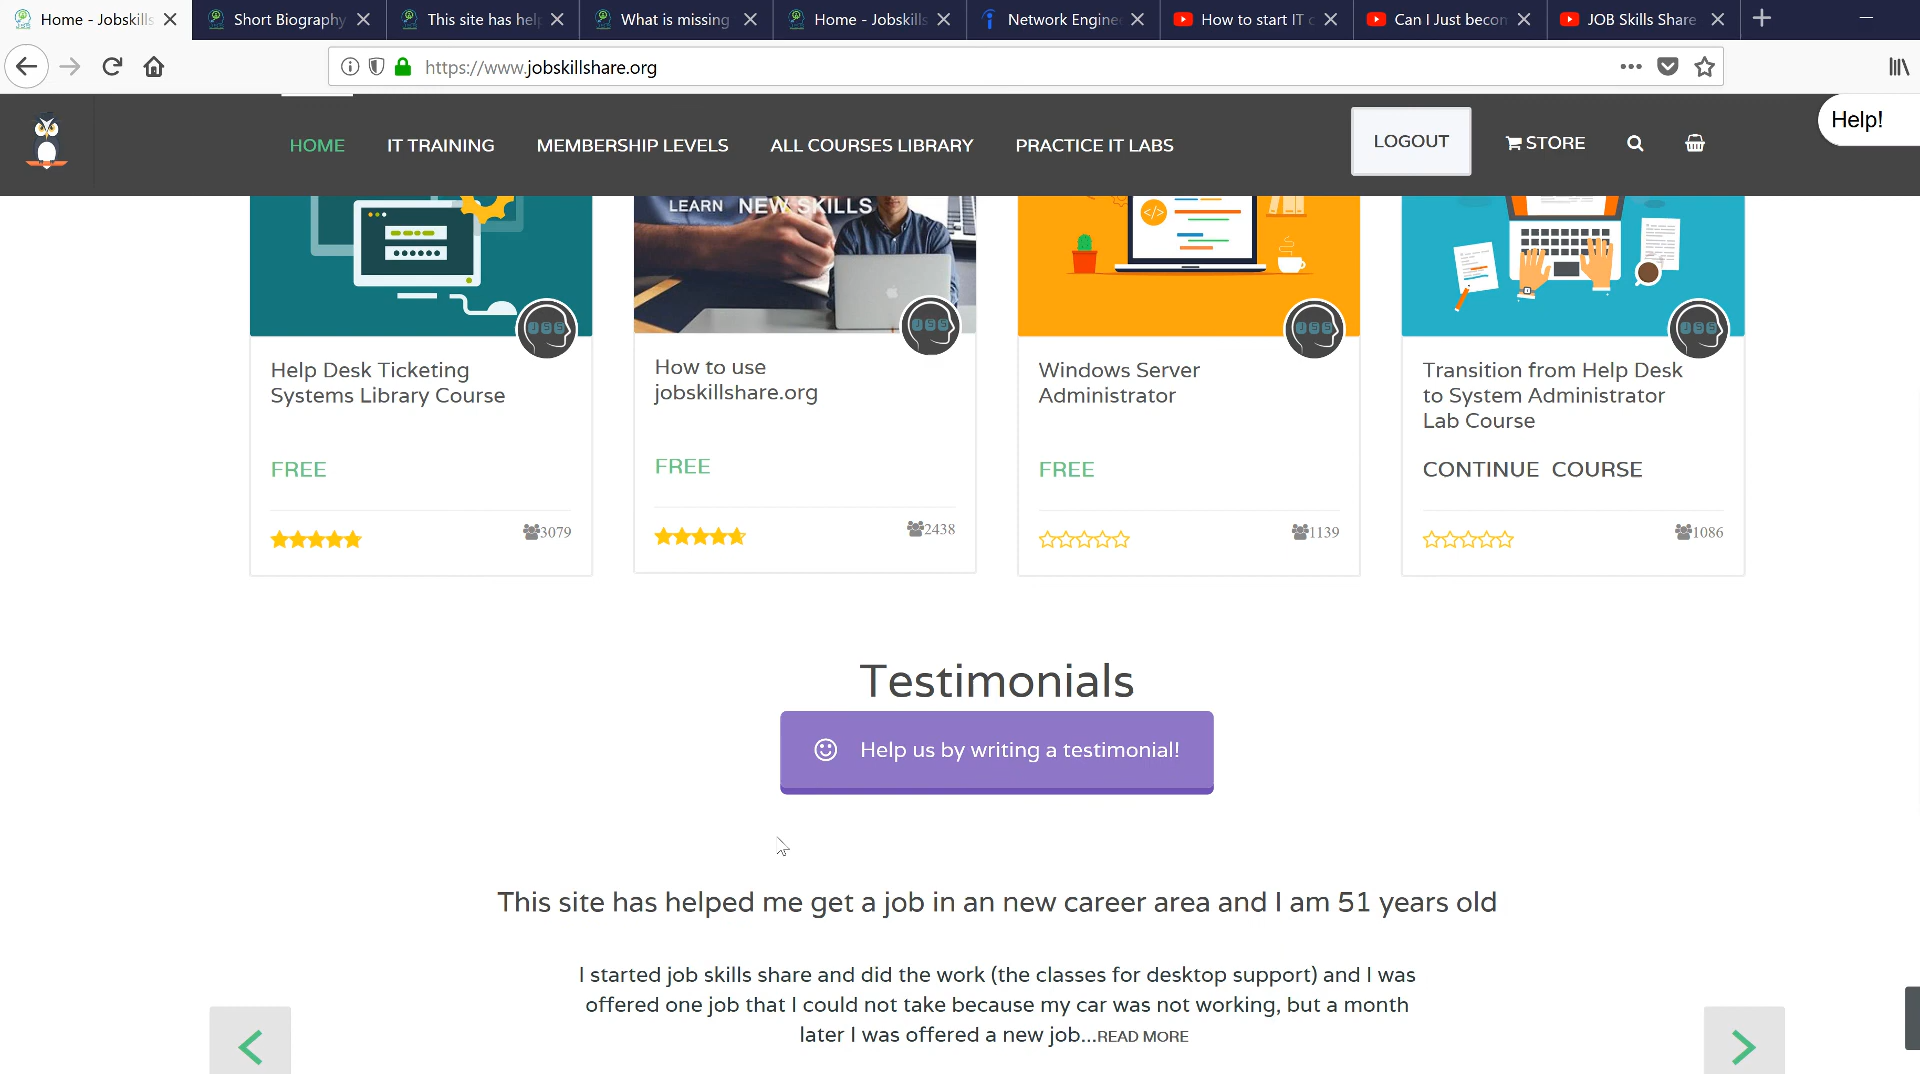 Home - Jobskills
Short Biography
This site has help
What is missing
Home - Jobskills
Network Engine
How to start IT c
Can I Just becom
JOB Skills Share
https://www.jobskillshare.org
Help!
HOME
IT TRAINING
MEMBERSHIP LEVELS
ALL COURSES LIBRARY
PRACTICE IT LABS
LOGOUT
STORE
LEARN NEW SKILLS
JSS
JSS
JSS
JSS
Help Desk Ticketing
Systems Library Course
FREE
3079
How to use
jobskillshare.org
FREE
2438
Windows Server
Administrator
FREE
1139
Transition from Help Desk
to System Administrator
Lab Course
CONTINUE COURSE
1086
Testimonials
Help us by writing a testimonial!
This site has helped me get a job in an new career area and I am 51 years old
I started job skills share and did the work (the classes for desktop support) and I was
offered one job that I could not take because my car was not working, but a month
later I was offered a new job...READ MORE